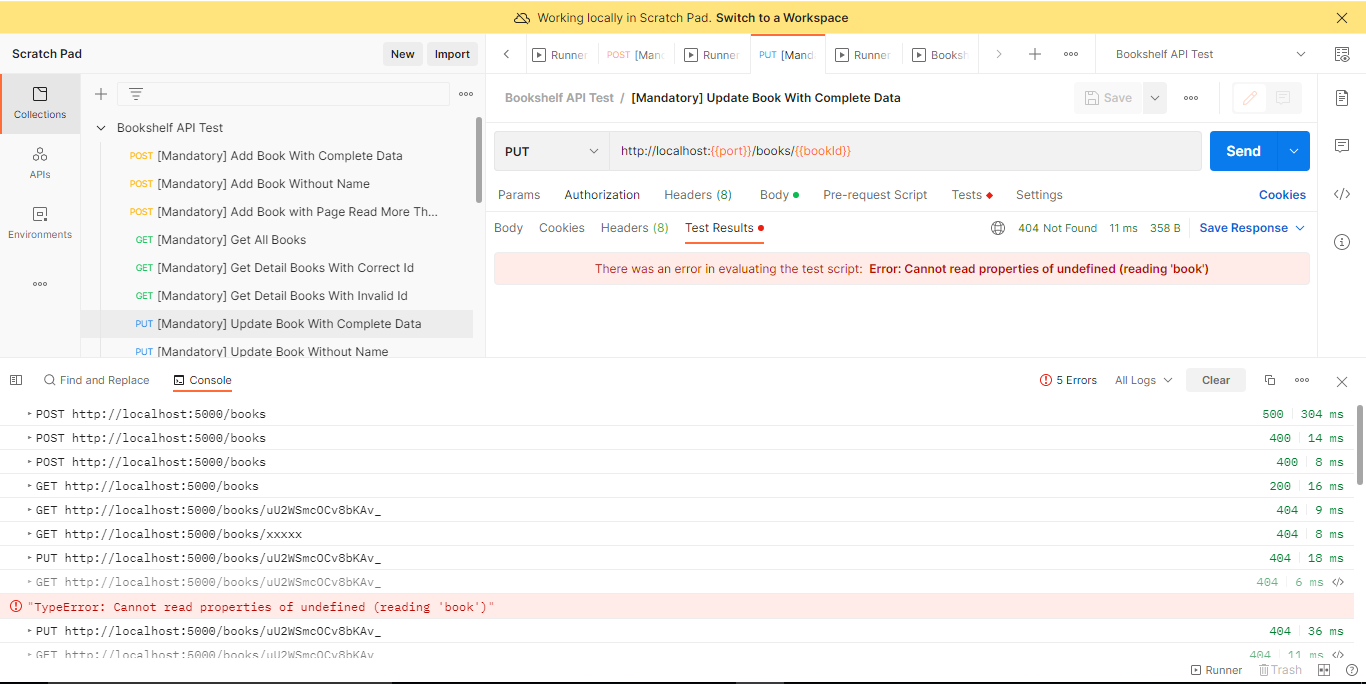 Working locally in Scratch Pad. Switch to a Workspace
Scratch Pad
New
Import
Runner
POST [Man
Runner
PUT [Mand
Runner
Books
Bookshelf API Test
Collections
APIs
Environments
Bookshelf API Test
POST [Mandatory] Add Book With Complete Data
POST [Mandatory] Add Book Without Name
POST [Mandatory] Add Book with Page Read More Th...
GET [Mandatory] Get All Books
GET [Mandatory] Get Detail Books With Correct Id
GET [Mandatory] Get Detail Books With Invalid Id
PUT [Mandatory] Update Book With Complete Data
PUT [Mandatory] Update Book Without Name
Bookshelf API Test / [Mandatory] Update Book With Complete Data
Save
PUT
http://localhost:{{port}}/books/{{bookId}}
Send
Params Authorization Headers (8) Body Pre-request Script Tests Settings Cookies
Body Cookies Headers (8) Test Results 404 Not Found 11 ms 358 B Save Response
There was an error in evaluating the test script: Error: Cannot read properties of undefined (reading 'book')
Find and Replace Console 5 Errors All Logs Clear
POST http://localhost:5000/books 500 304 ms
POST http://localhost:5000/books 400 14 ms
POST http://localhost:5000/books 400 8 ms
GET http://localhost:5000/books 200 16 ms
GET http://localhost:5000/books/uU2WSmcOCv8bKAv_ 404 9 ms
GET http://localhost:5000/books/xxxxx 404 8 ms
PUT http://localhost:5000/books/uU2WSmcOCv8bKAv_ 404 18 ms
GET http://localhost:5000/books/uU2WSmcOCv8bKAv_ 404 6 ms
"TypeError: Cannot read properties of undefined (reading 'book')"
PUT http://localhost:5000/books/uU2WSmcOCv8bKAv_ 404 36 ms
GET http://localhost:5000/books/uU2WSmcOCv8bKAv_ 404 11 ms
Runner Trash